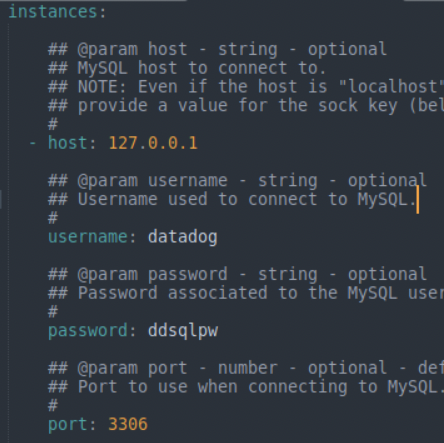 instances:
## @param host - string - optional
## MySQL host to connect to.
## NOTE: Even if the host is "localhost"
## provide a value for the sock key (bel
#
- host: 127.0.0.1
## @param username - string - optional
## Username used to connect to MySQL.
#
username: datadog
## @param password - string - optional
## Password associated to the MySQL user
#
password: ddsqlpw
## @param port - number - optional - def
## Port to use when connecting to MySQL.
#
port: 3306